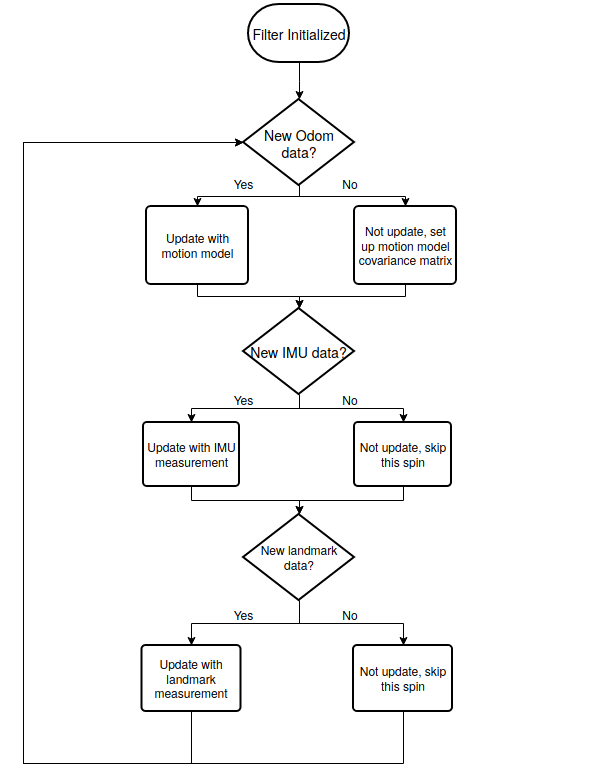 Filter Initialized
New Odom
data?
Yes
No
Update with
motion model
Not update, set
up motion model
covariance matrix
New IMU data?
Yes
No
Update with IMU
measurement
Not update, skip
this spin
New landmark
data?
Yes
No
Update with
landmark
measurement
Not update, skip
this spin